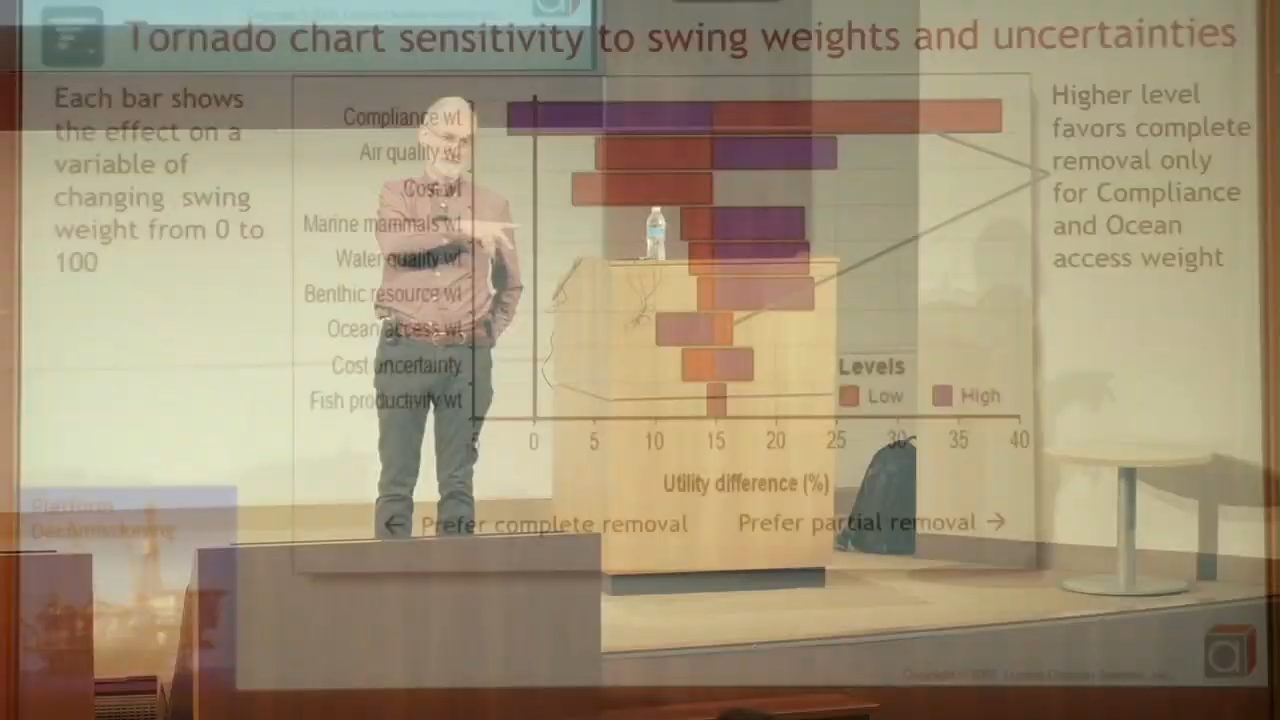 Tornado chart sensitivity to swing weights and uncertainties
Each bar shows
the effect on a
variable of
changing swing
weight from 0 to
100
Compliance wt
Air quality wt
Cost wt
Marine mammals wt
Water quality wt
Benthic resource wt
Ocean access wt
Cost uncertainty
Fish productivity wt
Levels
Low High
-5 0 5 10 15 20 25 30 35 40
Utility difference (%)
← Prefer complete removal Prefer partial removal →
Higher level
favors complete
removal only
for Compliance
and Ocean
access weight
Platform
Decommissioning